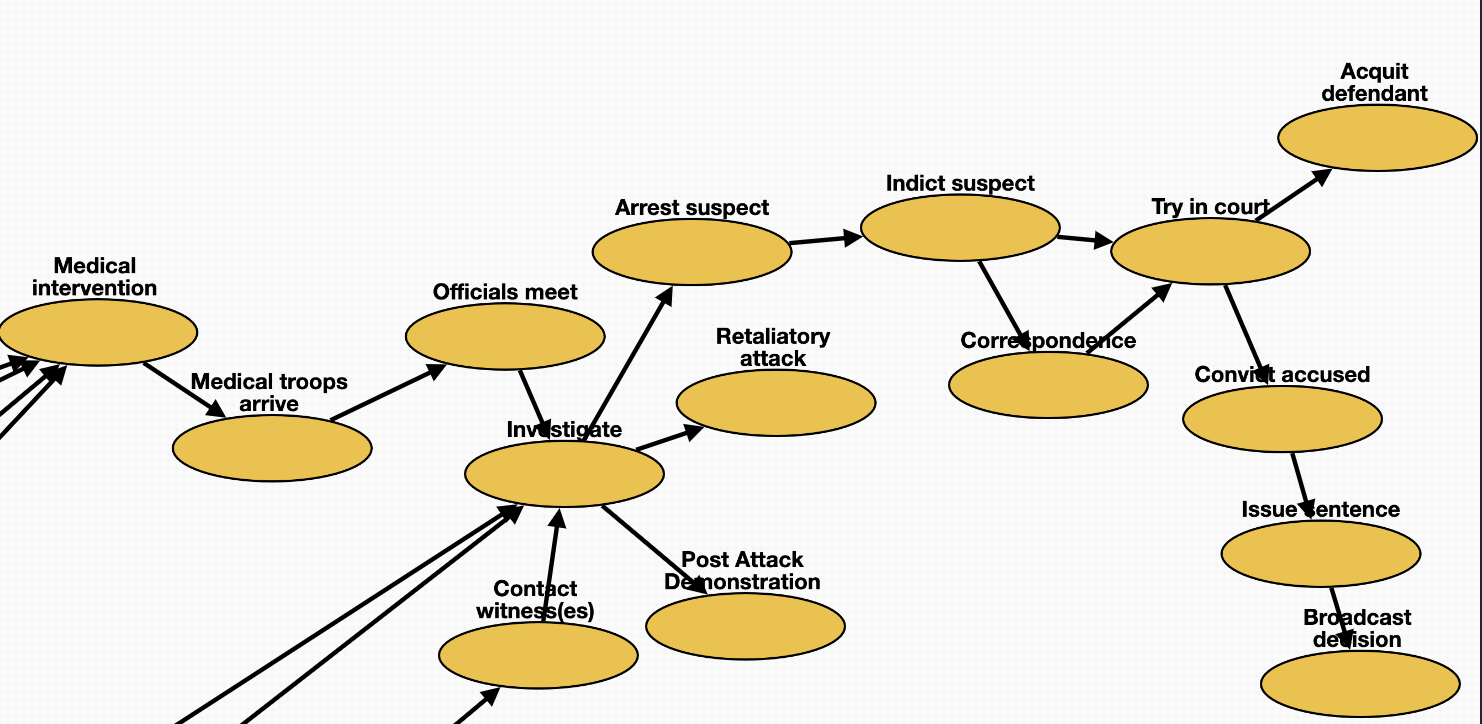 Acquit
defendant
Indict suspect
Arrest suspect
Try in court
Medical
intervention
Officials meet
Retaliatory
attack
Correspondence
Medical troops
arrive
Convict accused
Investigate
Issue sentence
Post Attack
Demonstration
Contact
witness(es)
Broadcast
decision